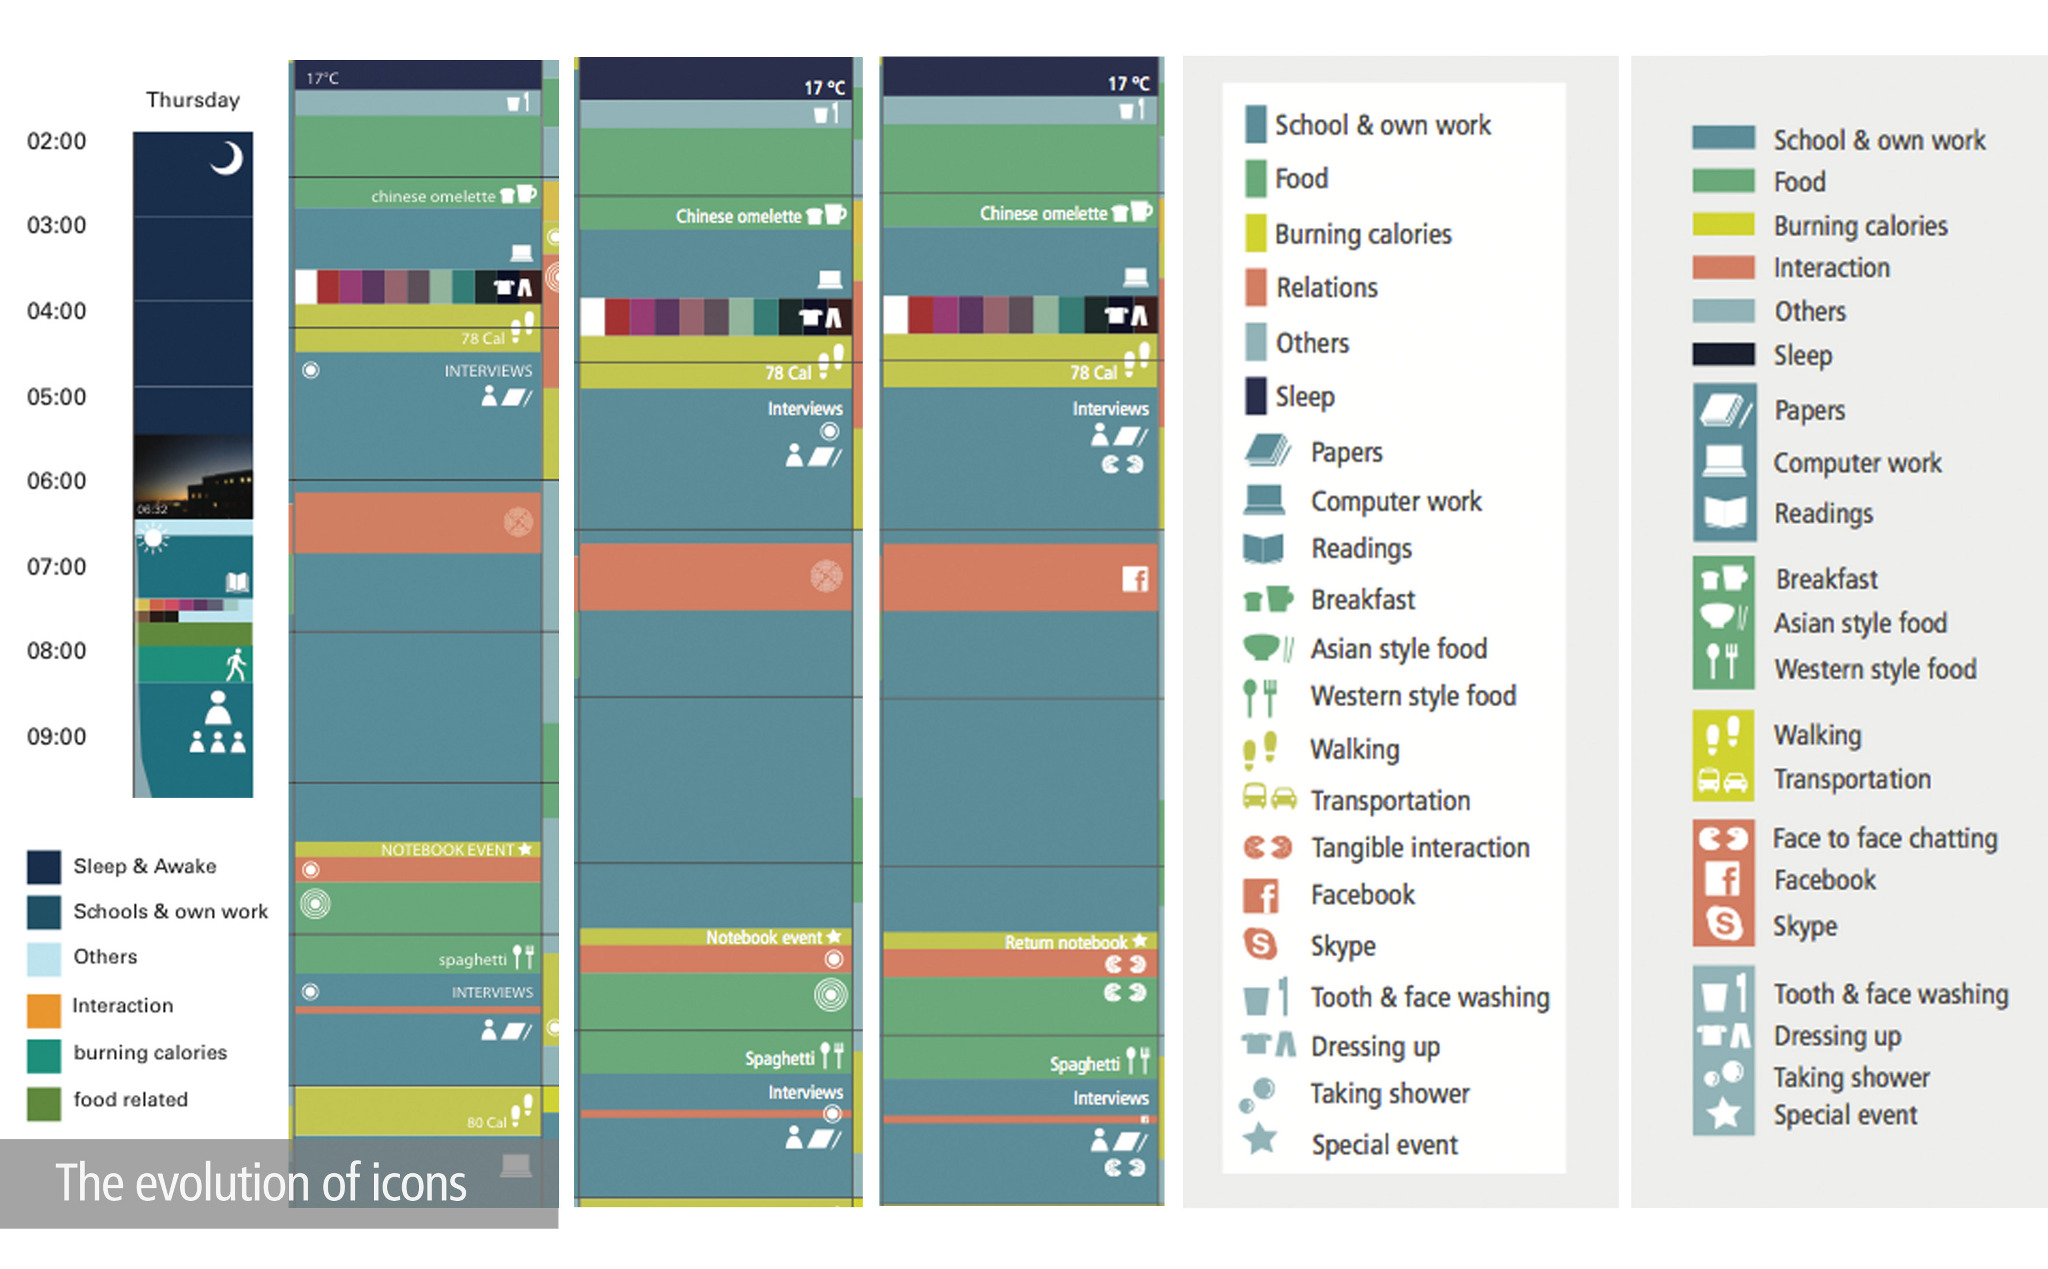 Thursday
02:00
03:00
04:00
05:00
06:00
06:32
07:00
08:00
09:00
Sleep & Awake
Schools & own work
Others
Interaction
burning calories
food related
The evolution of icons
17°C
chinese omelette
78 Cal
INTERVIEWS
NOTEBOOK EVENT
spaghetti
INTERVIEWS
80 Cal
17 ºC
Chinese omelette
78 Cal
Interviews
Notebook event
Spaghetti
Interviews
17 ºC
Chinese omelette
78 Cal
Interviews
f
Return notebook
Spaghetti
Interviews
School & own work
Food
Burning calories
Relations
Others
Sleep
Papers
Computer work
Readings
Breakfast
Asian style food
Western style food
Walking
Transportation
Tangible interaction
f Facebook
S Skype
Tooth & face washing
Dressing up
Taking shower
Special event
School & own work
Food
Burning calories
Interaction
Others
Sleep
Papers
Computer work
Readings
Breakfast
Asian style food
Western style food
Walking
Transportation
Face to face chatting
f Facebook
S Skype
Tooth & face washing
Dressing up
Taking shower
Special event